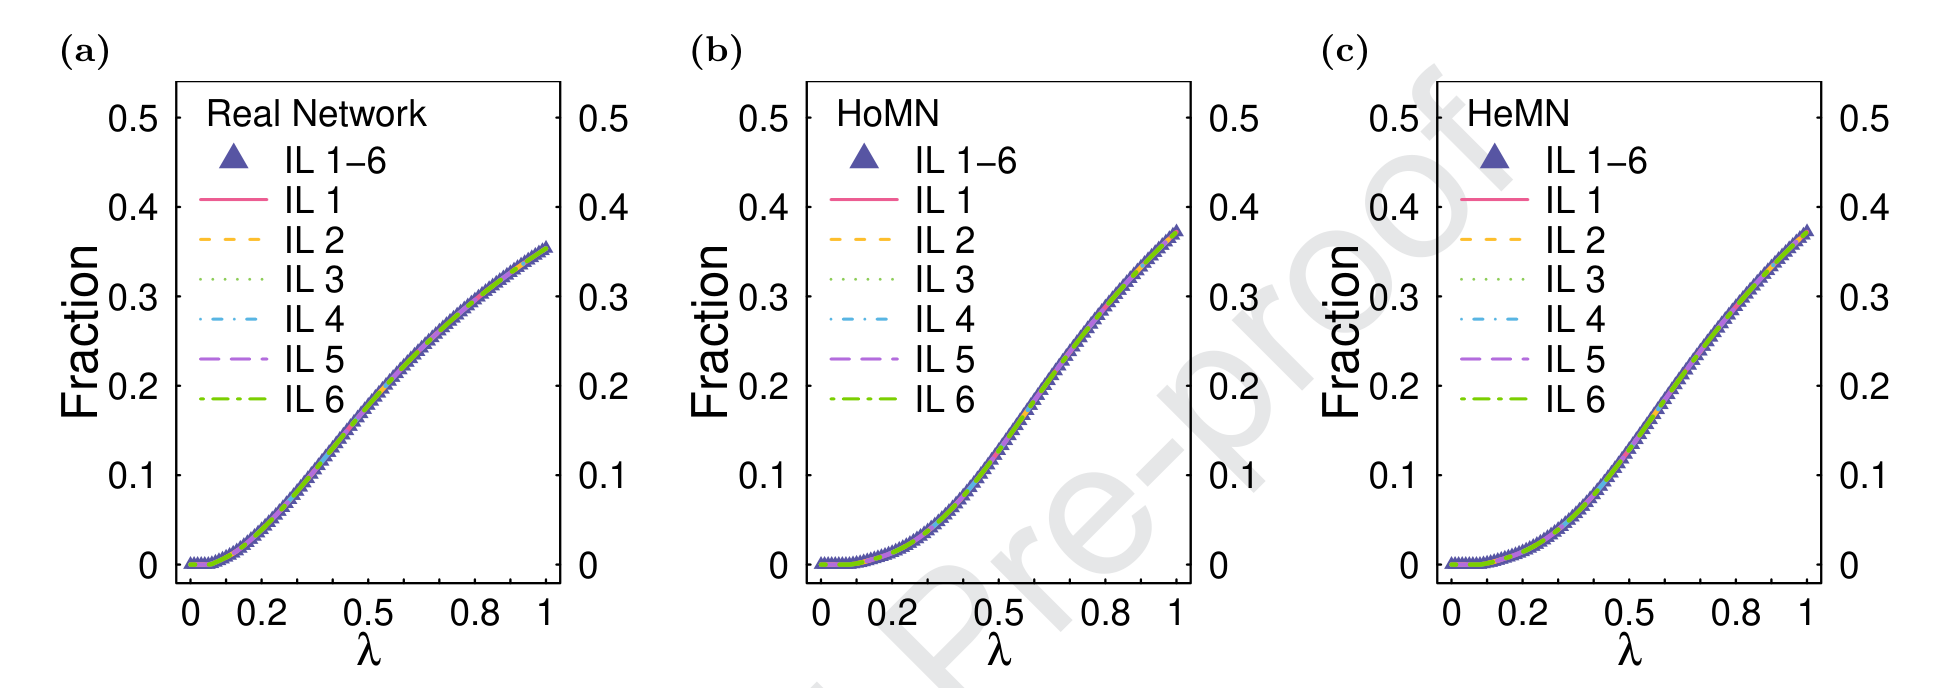 (a)
Real Network
IL 1–6
IL 1
IL 2
IL 3
IL 4
IL 5
IL 6
Fraction
0.5
0.4
0.3
0.2
0.1
0
0.5
0.4
0.3
0.2
0.1
0
0 0.2 0.5 0.8 1
λ
(b)
HoMN
IL 1–6
IL 1
IL 2
IL 3
IL 4
IL 5
IL 6
Fraction
0.5
0.4
0.3
0.2
0.1
0
0.5
0.4
0.3
0.2
0.1
0
0 0.2 0.5 0.8 1
λ
(c)
HeMN
IL 1–6
IL 1
IL 2
IL 3
IL 4
IL 5
IL 6
Fraction
0.5
0.4
0.3
0.2
0.1
0
0.5
0.4
0.3
0.2
0.1
0
0 0.2 0.5 0.8 1
λ
Pre-proof